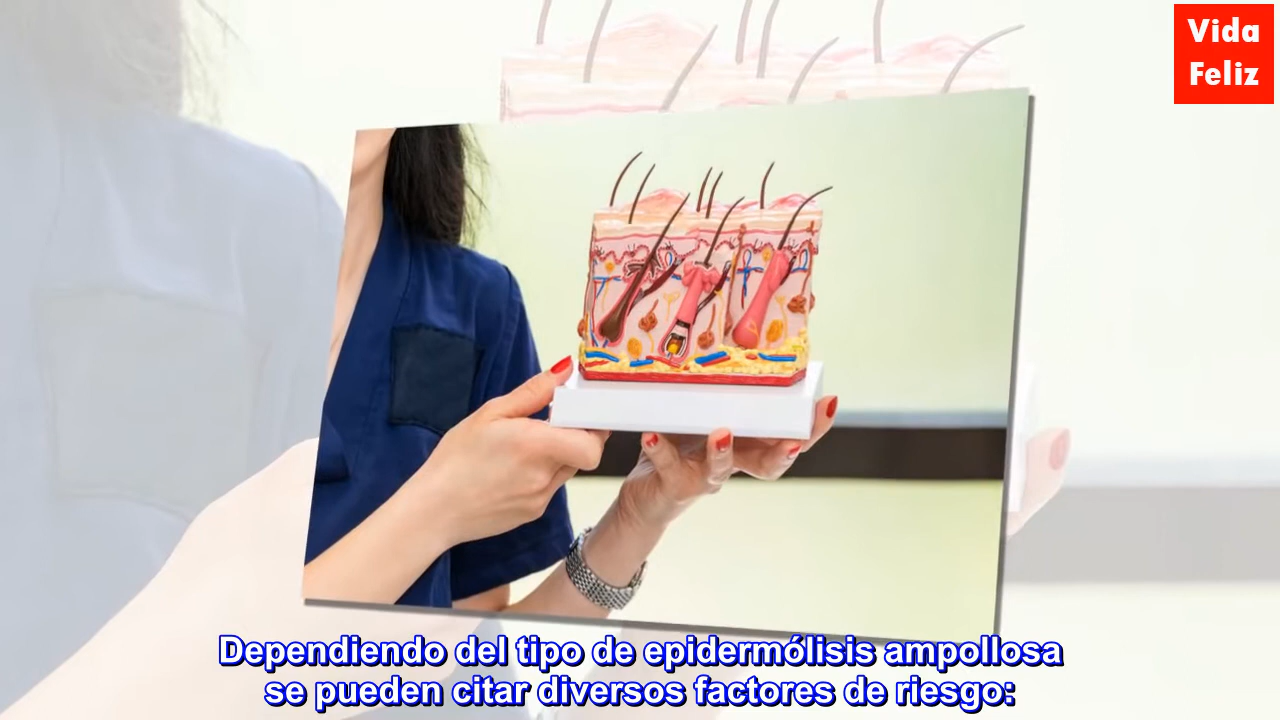 Vida
Feliz
Dependiendo del tipo de epidermólisis ampollosa
se pueden citar diversos factores de riesgo: